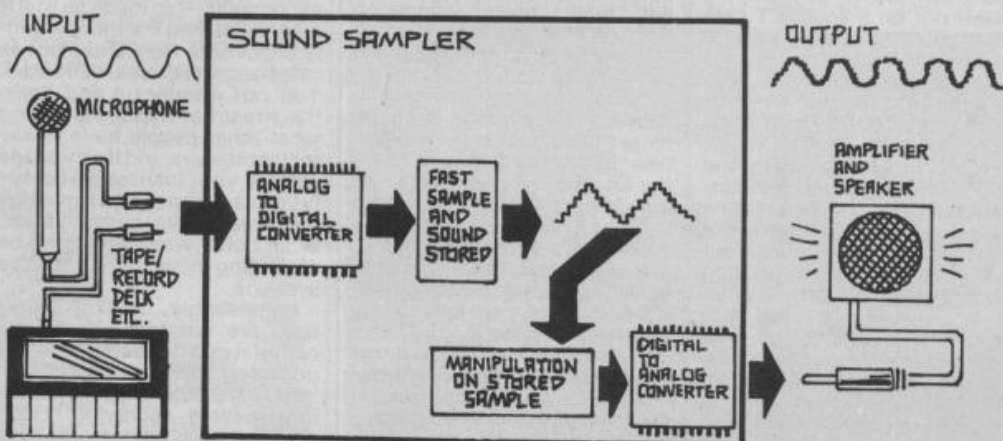 INPUT
SOUND SAMPLER
OUTPUT
MICROPHONE
TAPE/
RECORD
DECK
ETC.
ANALOG
TO
DIGITAL
CONVERTER
FAST
SAMPLE
AND
SOUND
STORED
MANIPULATION
ON STORED
SAMPLE
DIGITAL
TO
ANALOG
CONVERTER
AMPLIFIER
AND
SPEAKER